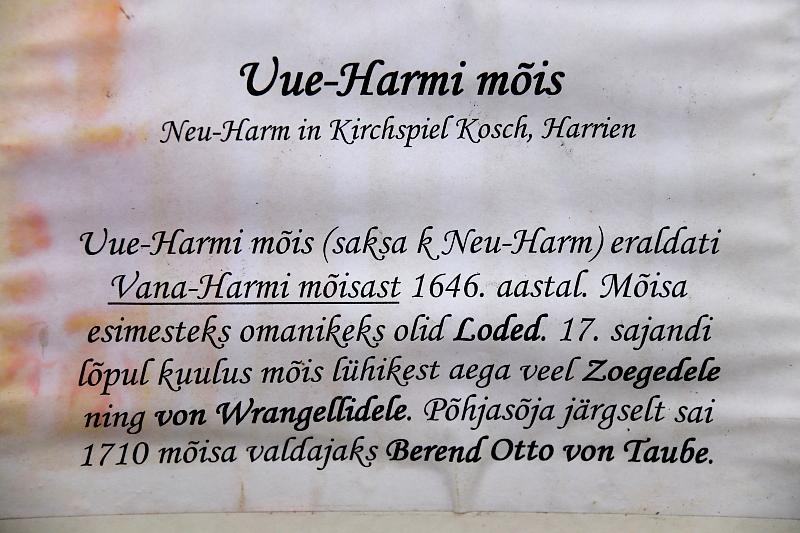 Uue-Harmi mõis
Neu-Harm in Kirchspiel Kosch, Harrien
Uue-Harmi mõis (saksa k Neu-Harm) eraldati
Vana-Harmi mõisast 1646. aastal. Mõisa
esimesteks omanikeks olid Loded. 17. sajandi
lõpul kuulus mõis lühikest aega veel Zoegedele
ning von Wrangellidele. Põhjasõja järgselt sai
1710 mõisa valdajaks Berend Otto von Taube.